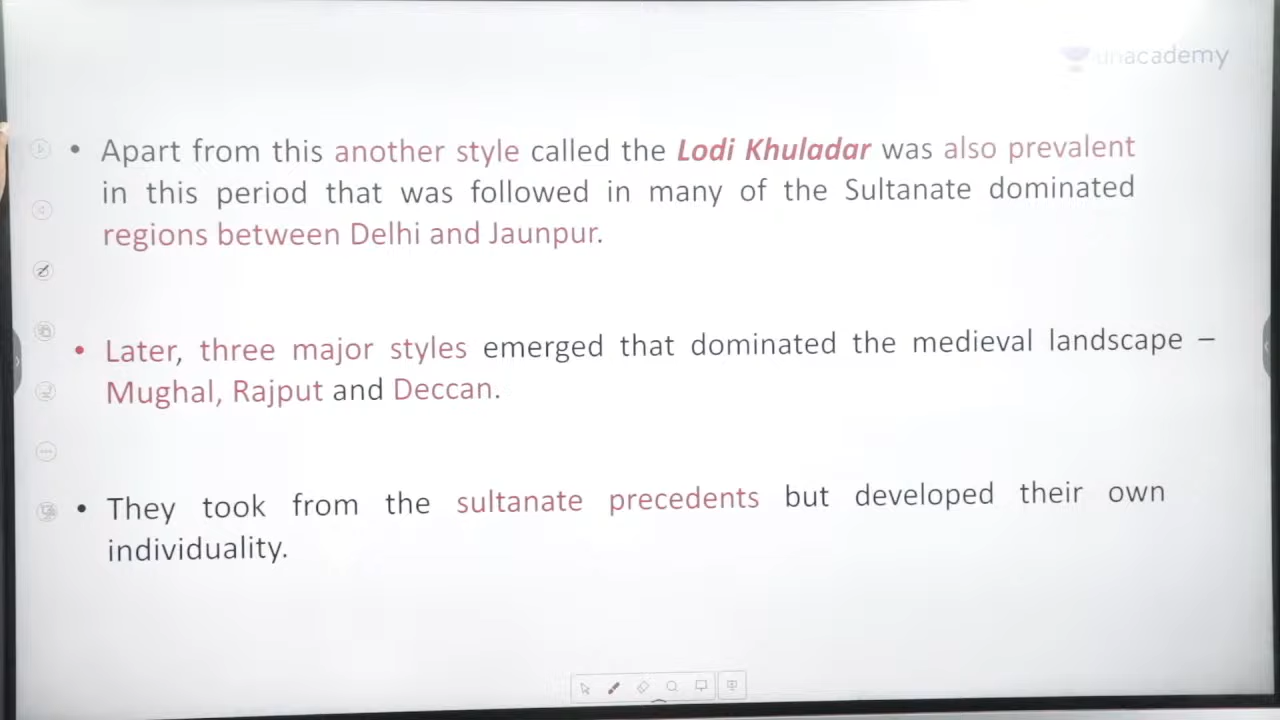 unacademy
• Apart from this another style called the Lodi Khuladar was also prevalent
in this period that was followed in many of the Sultanate dominated
regions between Delhi and Jaunpur.
• Later, three major styles emerged that dominated the medieval landscape –
Mughal, Rajput and Deccan.
• They took from the sultanate precedents but developed their own
individuality.